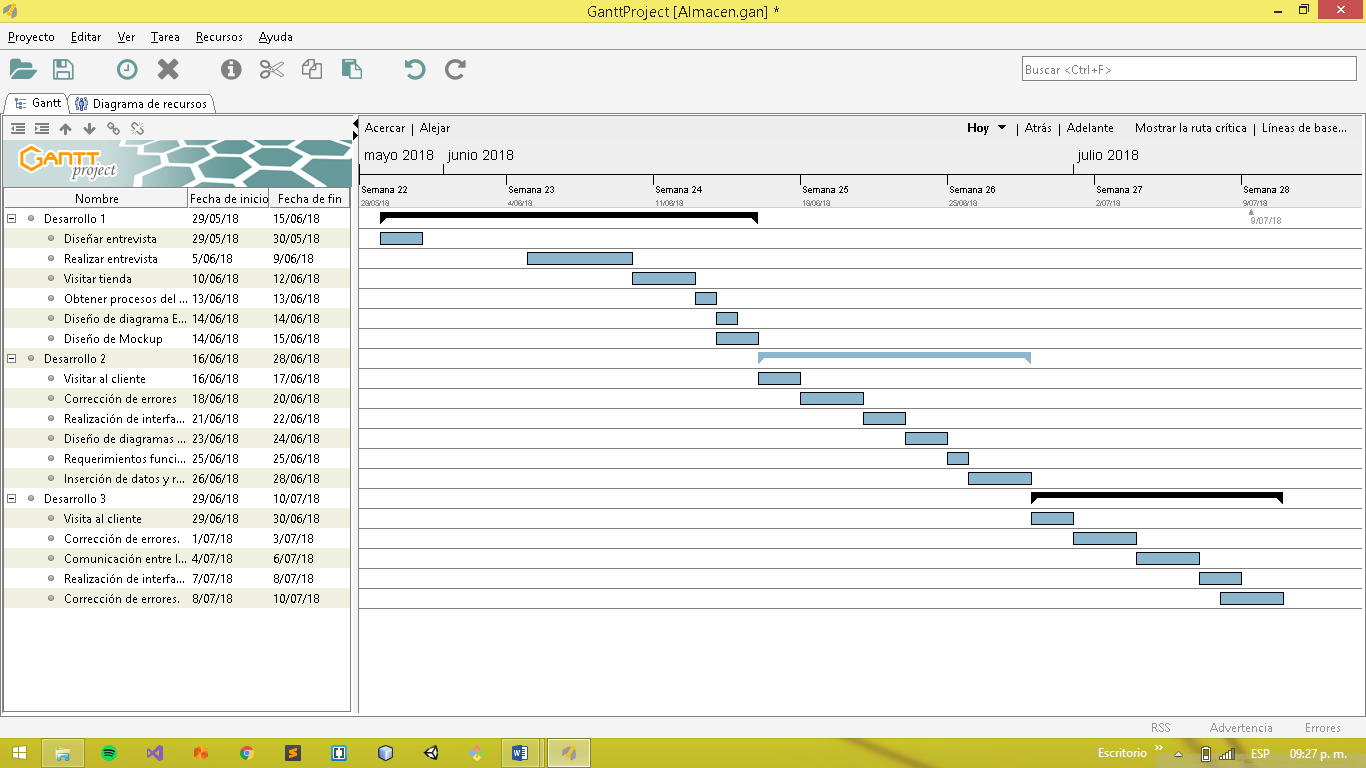 GanttProject [Almacen.gan] *
Proyecto Editar Ver Tarea Recursos Ayuda
Buscar <Ctrl+F>
Gantt Diagrama de recursos
Acercar | Alejar Hoy | Atrás | Adelante Mostrar la ruta crítica | Líneas de base...
GANTT project
mayo 2018 junio 2018 julio 2018
Semana 22 Semana 23 Semana 24 Semana 25 Semana 26 Semana 27 Semana 28
28/05/18 4/06/18 11/06/18 18/06/18 25/06/18 2/07/18 9/07/18
Nombre Fecha de inicio Fecha de fin
9/07/18
Desarrollo 1 29/05/18 15/06/18
Diseñar entrevista 29/05/18 30/05/18
Realizar entrevista 5/06/18 9/06/18
Visitar tienda 10/06/18 12/06/18
Obtener procesos del ... 13/06/18 13/06/18
Diseño de diagrama E... 14/06/18 14/06/18
Diseño de Mockup 14/06/18 15/06/18
Desarrollo 2 16/06/18 28/06/18
Visitar al cliente 16/06/18 17/06/18
Corrección de errores 18/06/18 20/06/18
Realización de interfa... 21/06/18 22/06/18
Diseño de diagramas ... 23/06/18 24/06/18
Requerimientos funci... 25/06/18 25/06/18
Inserción de datos y r... 26/06/18 28/06/18
Desarrollo 3 29/06/18 10/07/18
Visita al cliente 29/06/18 30/06/18
Corrección de errores. 1/07/18 3/07/18
Comunicación entre l... 4/07/18 6/07/18
Realización de interfa... 7/07/18 8/07/18
Corrección de errores. 8/07/18 10/07/18
RSS Advertencia Errores
Escritorio » ESP 09:27 p. m.